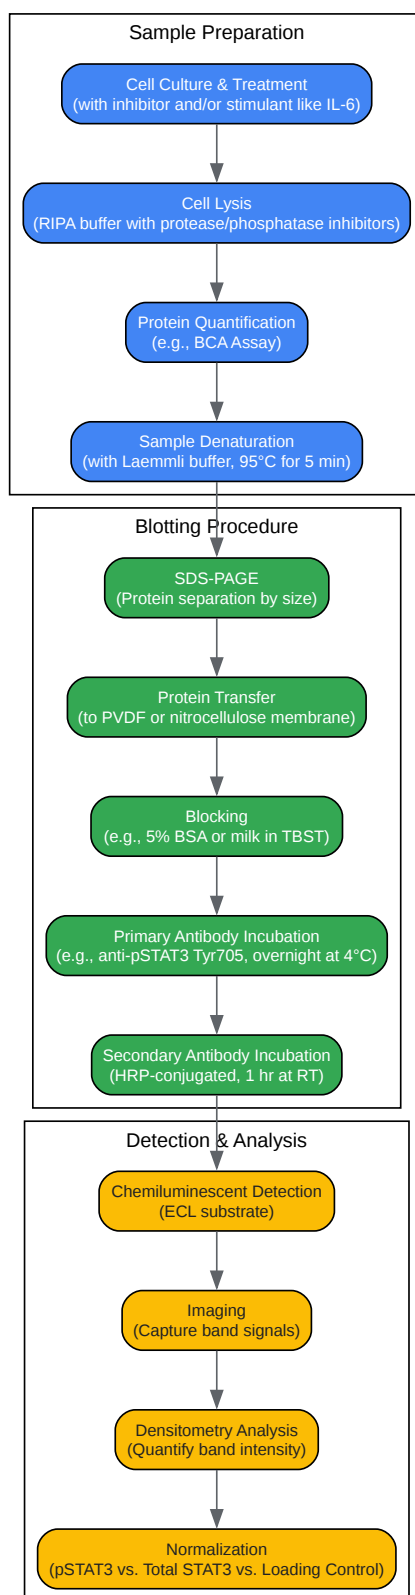 Sample Preparation
Cell Culture & Treatment
(with inhibitor and/or stimulant like IL-6)
Cell Lysis
(RIPA buffer with protease/phosphatase inhibitors)
Protein Quantification
(e.g., BCA Assay)
Sample Denaturation
(with Laemmli buffer, 95°C for 5 min)
Blotting Procedure
SDS-PAGE
(Protein separation by size)
Protein Transfer
(to PVDF or nitrocellulose membrane)
Blocking
(e.g., 5% BSA or milk in TBST)
Primary Antibody Incubation
(e.g., anti-pSTAT3 Tyr705, overnight at 4°C)
Secondary Antibody Incubation
(HRP-conjugated, 1 hr at RT)
Detection & Analysis
Chemiluminescent Detection
(ECL substrate)
Imaging
(Capture band signals)
Densitometry Analysis
(Quantify band intensity)
Normalization
(pSTAT3 vs. Total STAT3 vs. Loading Control)